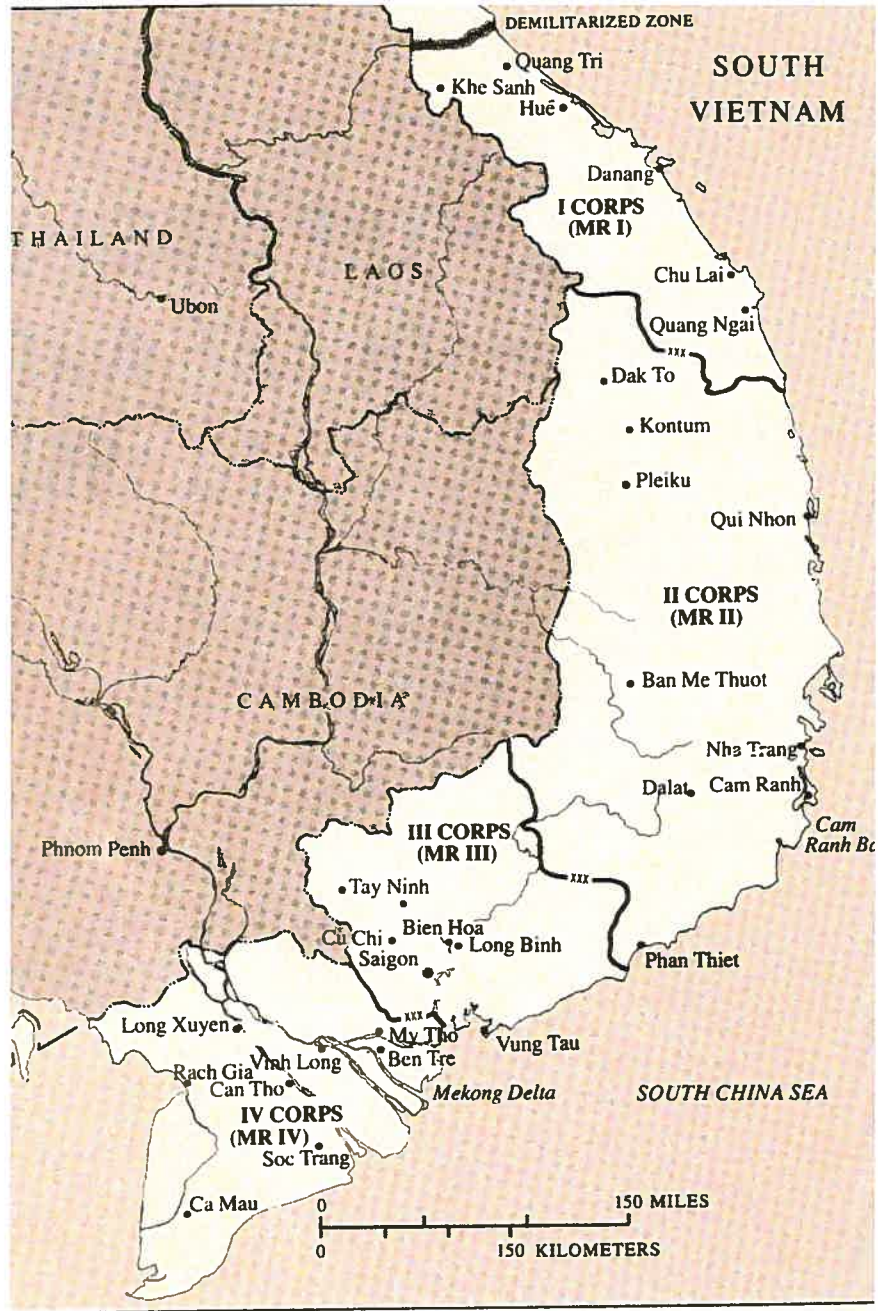 DEMILITARIZED ZONE
Quang Tri
SOUTH
VIETNAM
Khe Sanh
Hué
Danang
I CORPS
(MR I)
THAILAND
LAOS
Chu Lai
Ubon
Quang Ngai
xxx
Dak To
Kontum
Pleiku
Qui Nhon
II CORPS
(MR II)
Ban Me Thuot
CAMBODIA
Nha Trang
Dalat
Cam Ranh
Cam
Ranh Ba
III CORPS
(MR III)
Phnom Penh
xxx
Tay Ninh
Bien Hoa
Cu Chi
Long Binh
Saigon
Phan Thiet
xxx
Long Xuyen
My Tho
Vung Tau
Vinh Long
Ben Tre
Rach Gia
Can Tho
Mekong Delta
SOUTH CHINA SEA
IV CORPS
(MR IV)
Soc Trang
Ca Mau
0
150 MILES
0
150 KILOMETERS